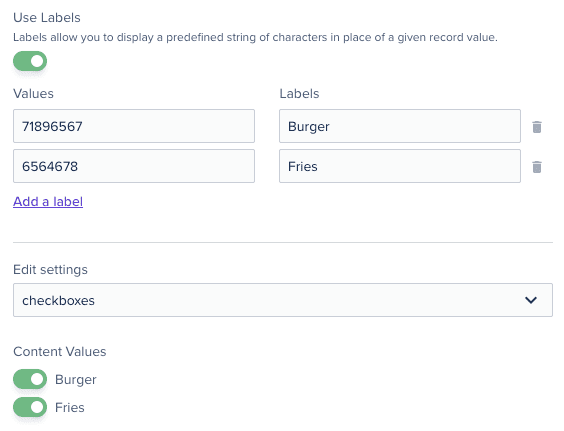 Use Labels
Labels allow you to display a predefined string of characters in place of a given record value.
Values Labels
71896567 Burger
6564678 Fries
Add a label
Edit settings
checkboxes
Content Values
Burger
Fries